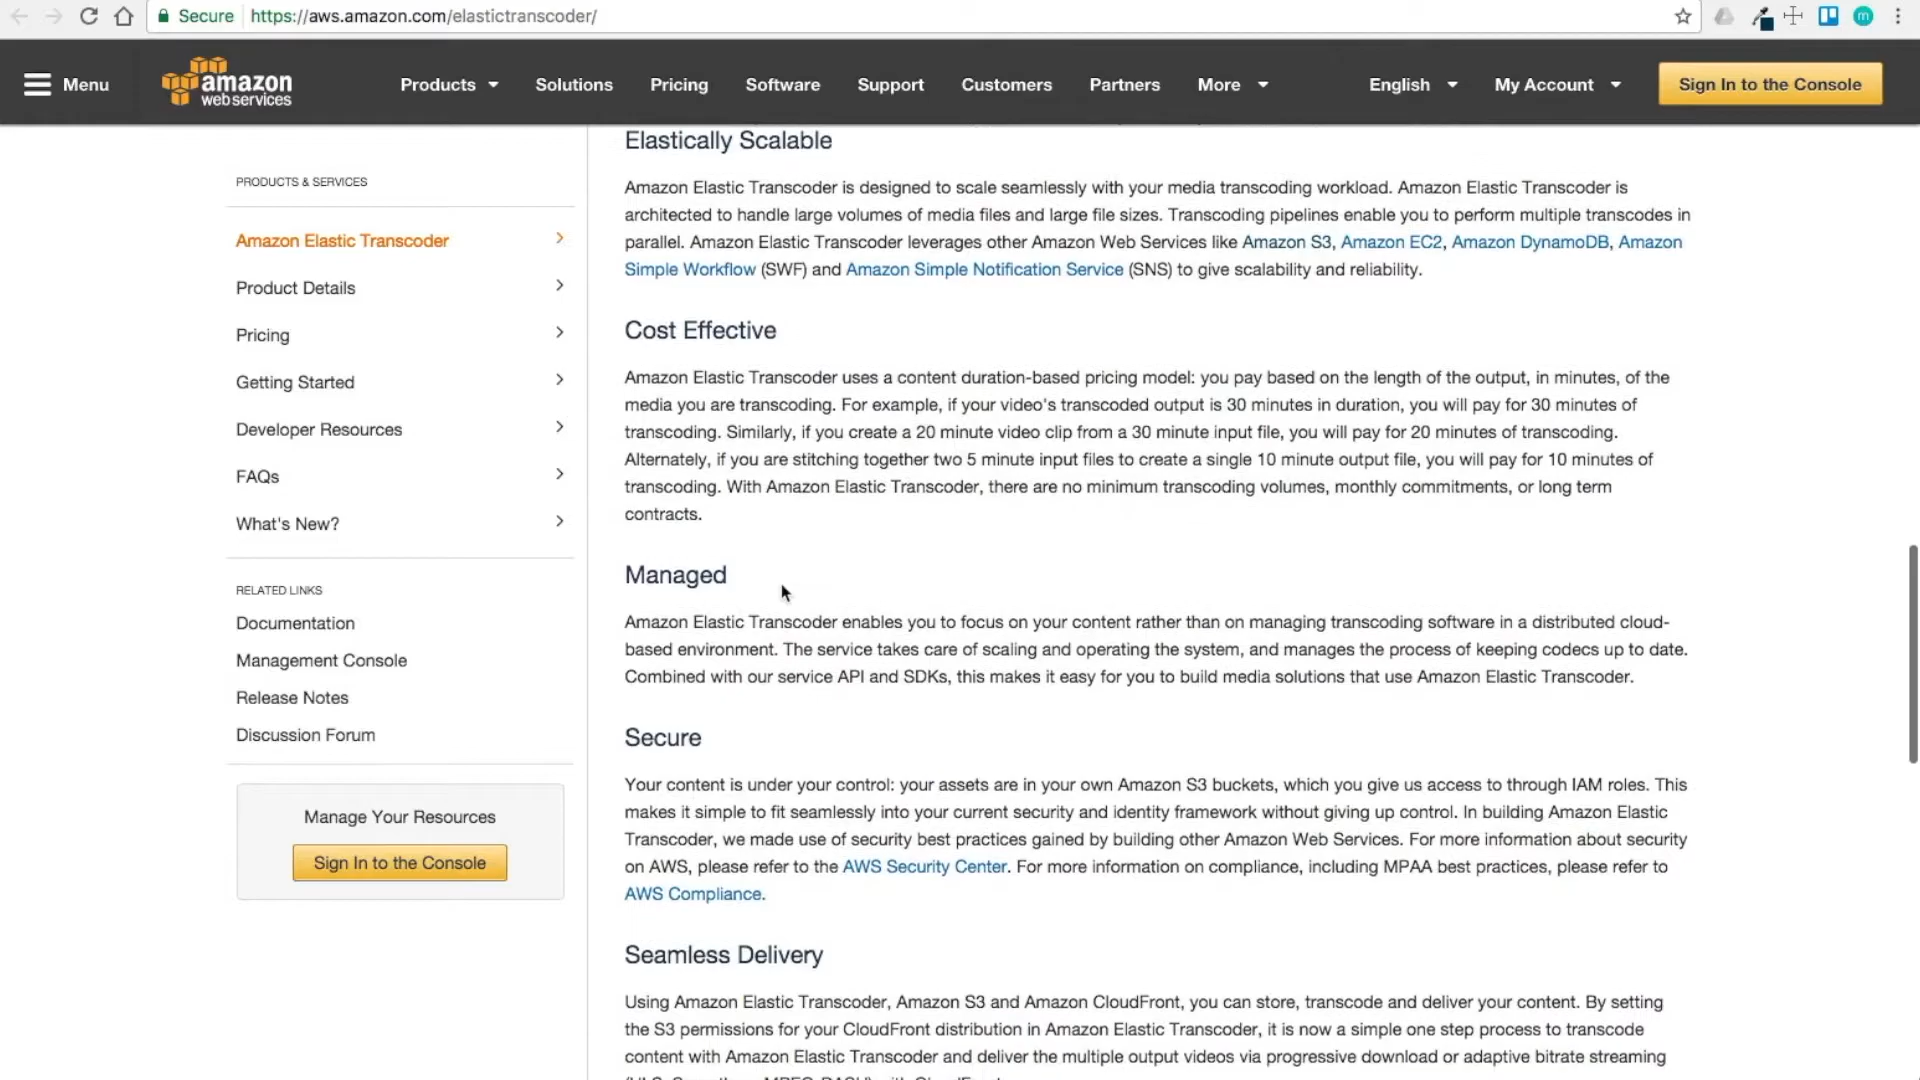 Secure https://aws.amazon.com/elastictranscoder/
m
Menu amazon webservices Products Solutions Pricing Software Support Customers Partners More English My Account Sign In to the Console
PRODUCTS & SERVICES
Amazon Elastic Transcoder
Product Details
Pricing
Getting Started
Developer Resources
FAQs
What's New?
RELATED LINKS
Documentation
Management Console
Release Notes
Discussion Forum
Manage Your Resources
Sign In to the Console
Elastically Scalable
Amazon Elastic Transcoder is designed to scale seamlessly with your media transcoding workload. Amazon Elastic Transcoder is
architected to handle large volumes of media files and large file sizes. Transcoding pipelines enable you to perform multiple transcodes in
parallel. Amazon Elastic Transcoder leverages other Amazon Web Services like Amazon S3, Amazon EC2, Amazon DynamoDB, Amazon
Simple Workflow (SWF) and Amazon Simple Notification Service (SNS) to give scalability and reliability.
Cost Effective
Amazon Elastic Transcoder uses a content duration-based pricing model: you pay based on the length of the output, in minutes, of the
media you are transcoding. For example, if your video's transcoded output is 30 minutes in duration, you will pay for 30 minutes of
transcoding. Similarly, if you create a 20 minute video clip from a 30 minute input file, you will pay for 20 minutes of transcoding.
Alternately, if you are stitching together two 5 minute input files to create a single 10 minute output file, you will pay for 10 minutes of
transcoding. With Amazon Elastic Transcoder, there are no minimum transcoding volumes, monthly commitments, or long term
contracts.
Managed
Amazon Elastic Transcoder enables you to focus on your content rather than on managing transcoding software in a distributed cloud-
based environment. The service takes care of scaling and operating the system, and manages the process of keeping codecs up to date.
Combined with our service API and SDKs, this makes it easy for you to build media solutions that use Amazon Elastic Transcoder.
Secure
Your content is under your control: your assets are in your own Amazon S3 buckets, which you give us access to through IAM roles. This
makes it simple to fit seamlessly into your current security and identity framework without giving up control. In building Amazon Elastic
Transcoder, we made use of security best practices gained by building other Amazon Web Services. For more information about security
on AWS, please refer to the AWS Security Center. For more information on compliance, including MPAA best practices, please refer to
AWS Compliance.
Seamless Delivery
Using Amazon Elastic Transcoder, Amazon S3 and Amazon CloudFront, you can store, transcode and deliver your content. By setting
the S3 permissions for your CloudFront distribution in Amazon Elastic Transcoder, it is now a simple one step process to transcode
content with Amazon Elastic Transcoder and deliver the multiple output videos via progressive download or adaptive bitrate streaming